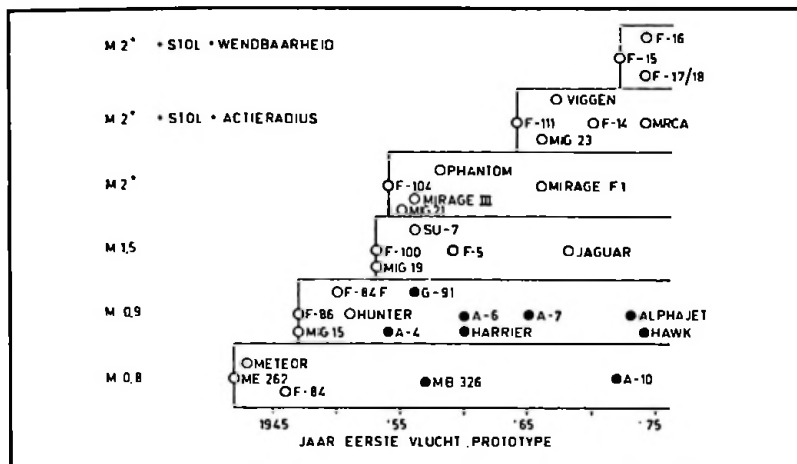 M 2+ + STOL + WENDBAARHEID
F-16
F-15
F-17/18
M 2+ + STOL + ACTIERADIUS
VIGGEN
F-111 F-14 MRCA
MIG 23
M 2+
PHANTOM
F-104 MIRAGE F1
MIRAGE III
MIG 21
M 1,5
SU-7
F-100 F-5 JAGUAR
MIG 19
M 0,9
F-84F G-91
F-86 HUNTER A-6 A-7 ALPHAJET
MIG 15 A-4 HARRIER HAWK
M 0,8
METEOR
ME 262 MB 326 A-10
F-84
1945 '55 '65 '75
JAAR EERSTE VLUCHT PROTOTYPE